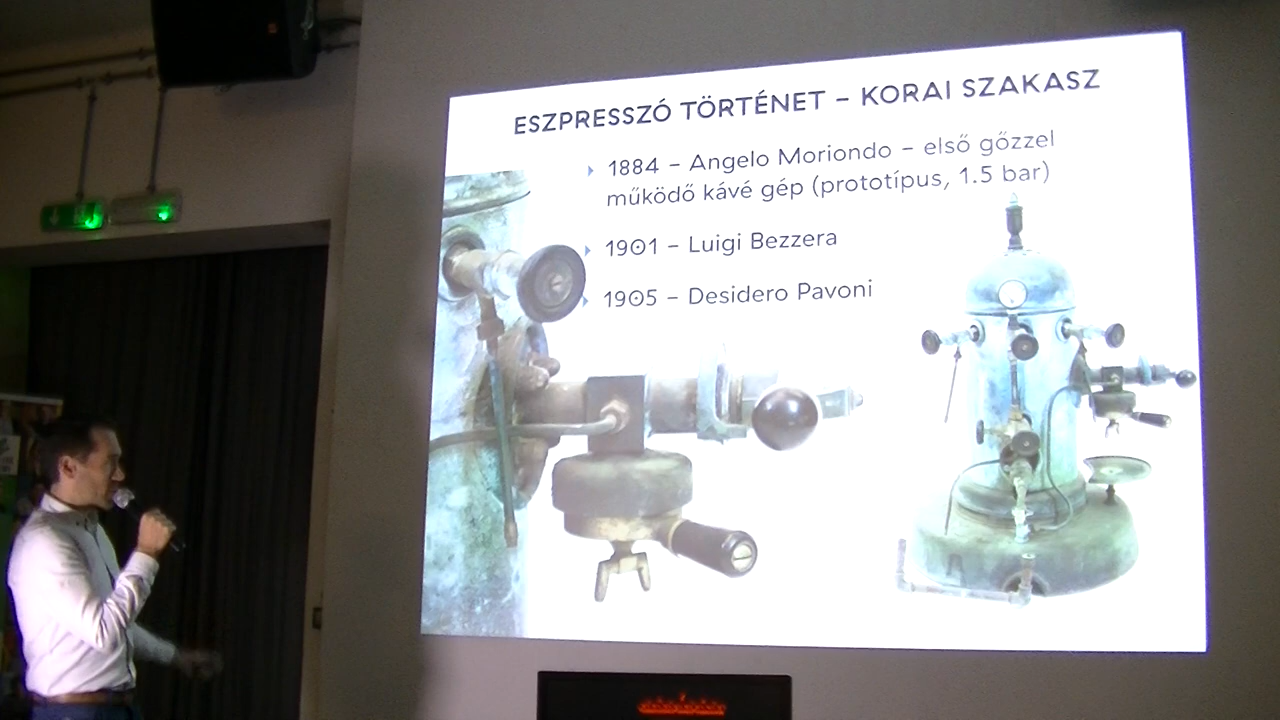 ESZPRESSZÓ TÖRTÉNET – KORAI SZAKASZ
1884 – Angelo Moriondo – első gőzzel
működő kávé gép (prototípus, 1.5 bar)
1901 – Luigi Bezzera
1905 – Desidero Pavoni